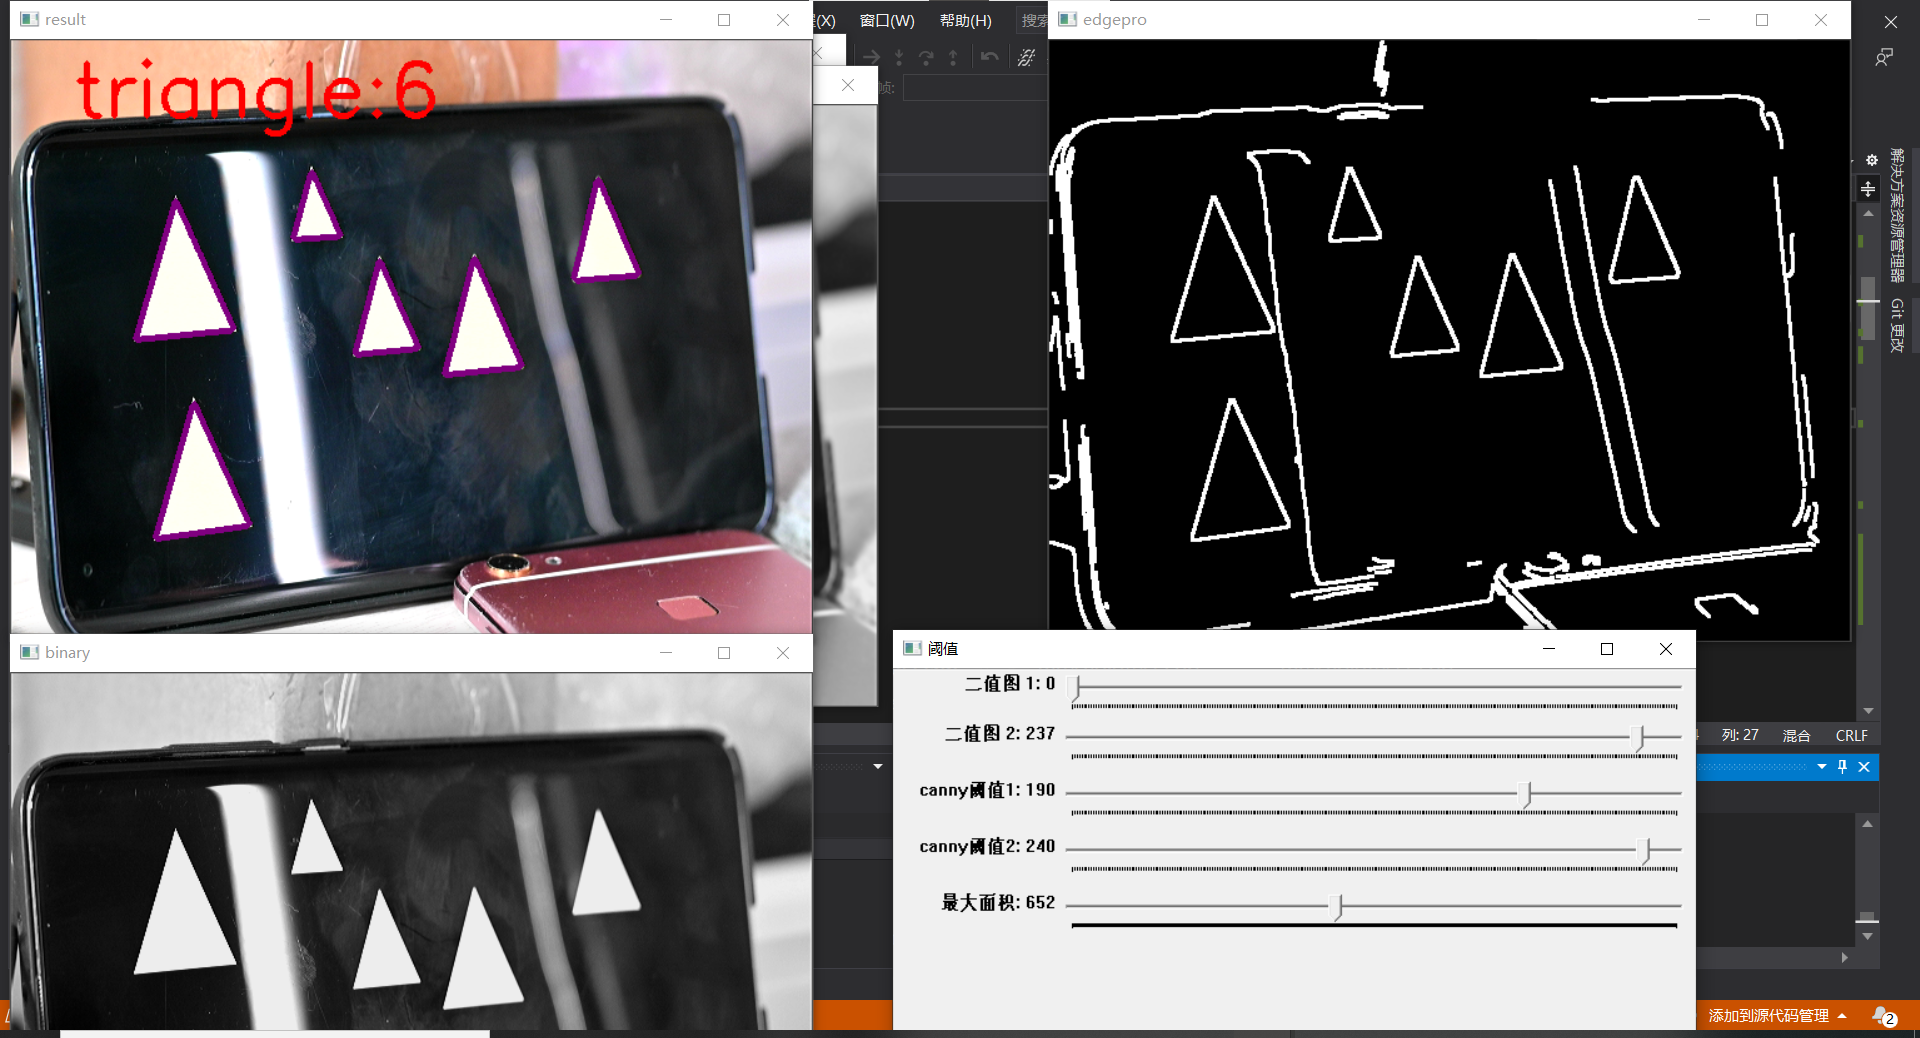 result
(X)
窗口(W)
帮助(H)
搜索
edgepro
triangle:6
帧:
解决方案资源管理器
Git 更改
binary
阈值
二值图 1: 0
二值图 2: 237
canny阈值1: 190
canny阈值2: 240
最大面积: 652
列: 27
混合
CRLF
添加到源代码管理
2